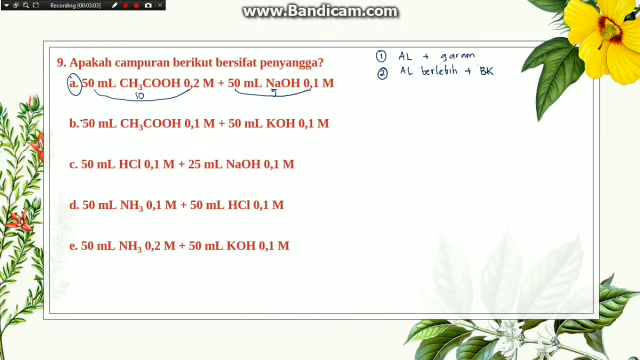 Recording [00:03:03]
www.Bandicam.com
9. Apakah campuran berikut bersifat penyangga?
① AL + garam
② AL berlebih + BK
a. 50 mL CH₃COOH 0,2 M + 50 mL NaOH 0,1 M
10 5
b. 50 mL CH₃COOH 0,1 M + 50 mL KOH 0,1 M
c. 50 mL HCl 0,1 M + 25 mL NaOH 0,1 M
d. 50 mL NH₃ 0,1 M + 50 mL HCl 0,1 M
e. 50 mL NH₃ 0,2 M + 50 mL KOH 0,1 M